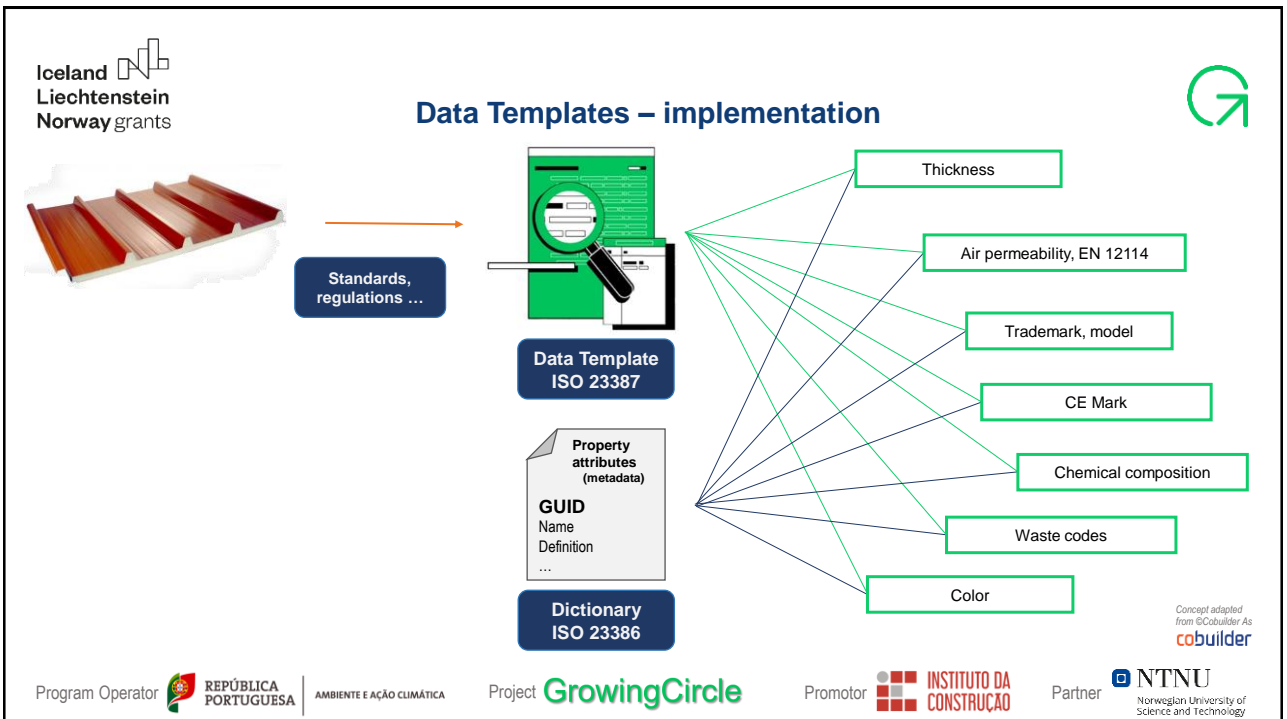 Iceland
Liechtenstein
Norway grants
Data Templates – implementation
Standards,
regulations …
Data Template
ISO 23387
Property
attributes
(metadata)
GUID
Name
Definition
…
Dictionary
ISO 23386
Thickness
Air permeability, EN 12114
Trademark, model
CE Mark
Chemical composition
Waste codes
Color
Concept adapted
from ©Cobuilder As
cobuilder
Program Operator
REPÚBLICA
PORTUGUESA
AMBIENTE E AÇÃO CLIMÁTICA
Project GrowingCircle
Promotor
INSTITUTO DA
CONSTRUÇÃO
Partner
NTNU
Norwegian University of
Science and Technology